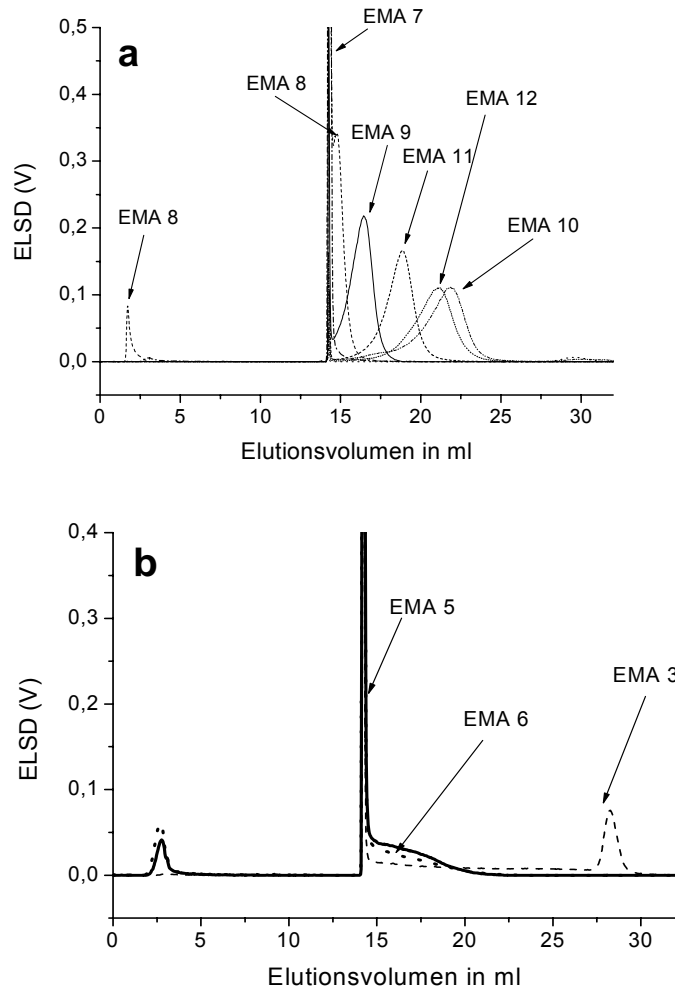 a
0,5
0,4
0,3
0,2
0,1
0,0
ELSD (V)
EMA 7
EMA 8
EMA 12
EMA 9
EMA 11
EMA 10
EMA 8
0 5 10 15 20 25 30
Elutionsvolumen in ml
b
0,4
0,3
0,2
0,1
0,0
ELSD (V)
EMA 5
EMA 3
EMA 6
0 5 10 15 20 25 30
Elutionsvolumen in ml